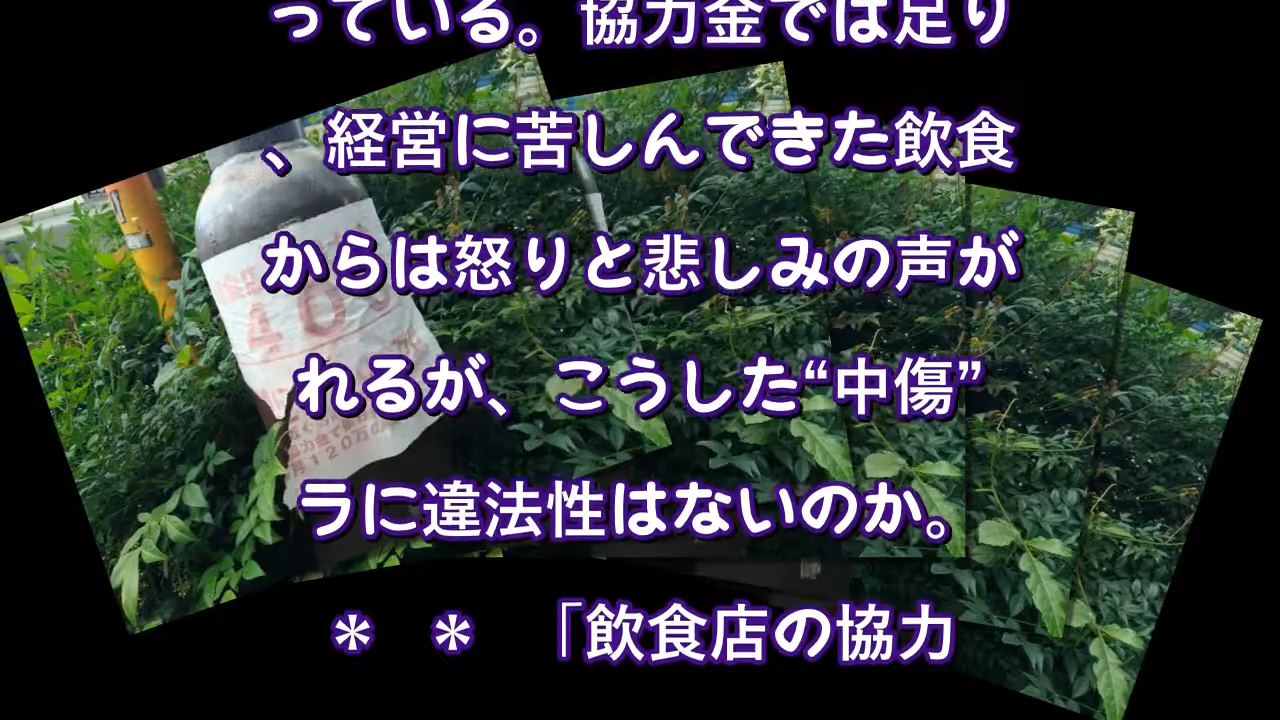 っている。協力金では足り
、経営に苦しんできた飲食
からは怒りと悲しみの声が
れるが、こうした“中傷”
ラに違法性はないのか。
＊　＊　「飲食店の協力